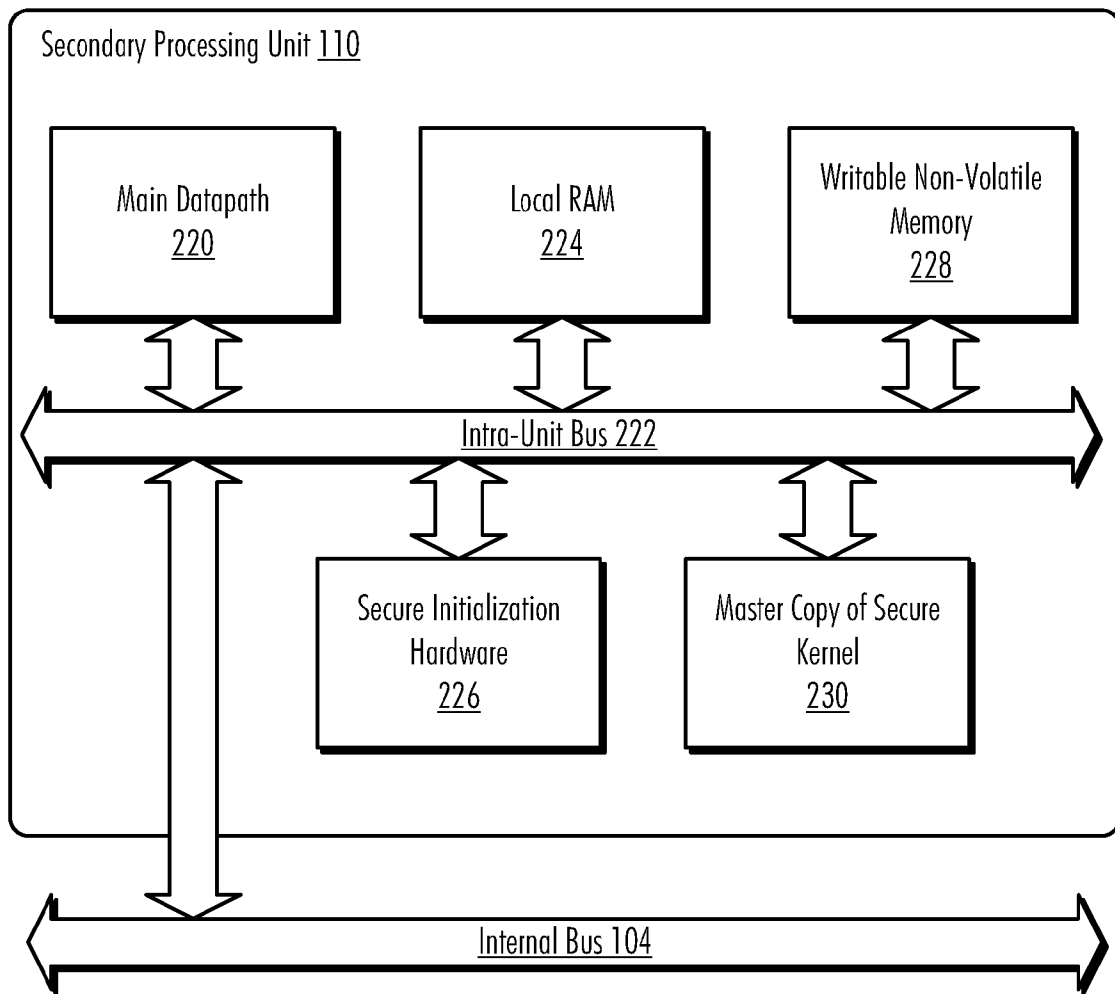 Secondary Processing Unit 110
Main Datapath
220
Local RAM
224
Writable Non-Volatile
Memory
228
Intra-Unit Bus 222
Secure Initialization
Hardware
226
Master Copy of Secure
Kernel
230
Internal Bus 104